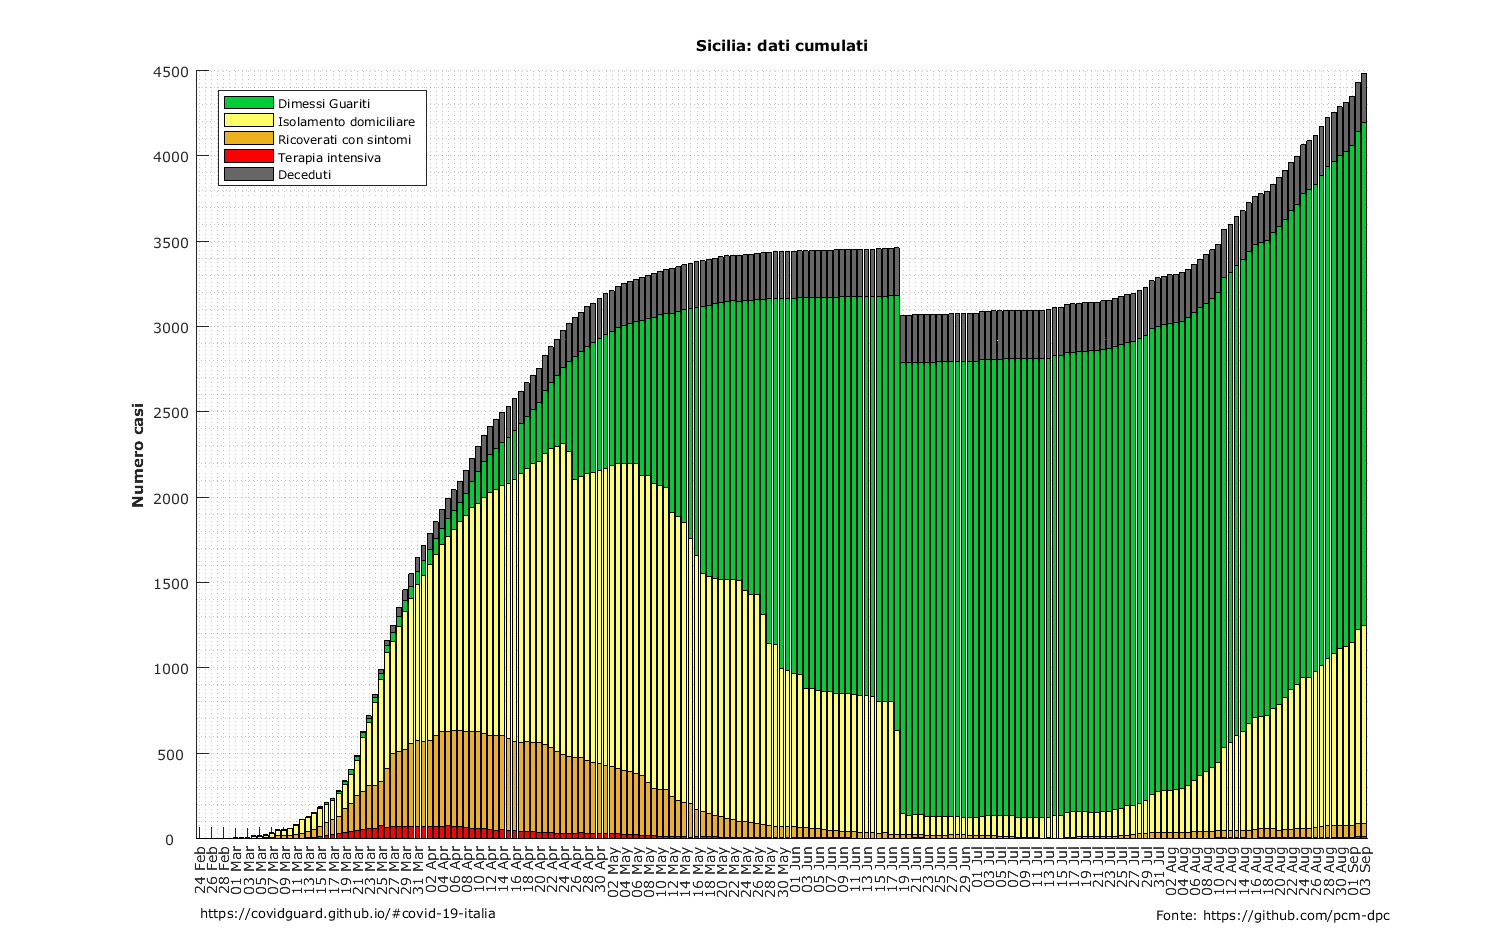 Sicilia: dati cumulati
4500
4000
3500
3000
2500
2000
1500
1000
500
0
Numero casi
Dimessi Guariti
Isolamento domiciliare
Ricoverati con sintomi
Terapia intensiva
Deceduti
24 Feb
26 Feb
28 Feb
01 Mar
03 Mar
05 Mar
07 Mar
09 Mar
11 Mar
13 Mar
15 Mar
17 Mar
19 Mar
21 Mar
23 Mar
25 Mar
27 Mar
29 Mar
31 Mar
02 Apr
04 Apr
06 Apr
08 Apr
10 Apr
12 Apr
14 Apr
16 Apr
18 Apr
20 Apr
22 Apr
24 Apr
26 Apr
28 Apr
30 Apr
02 May
04 May
06 May
08 May
10 May
12 May
14 May
16 May
18 May
20 May
22 May
24 May
26 May
28 May
30 May
01 Jun
03 Jun
05 Jun
07 Jun
09 Jun
11 Jun
13 Jun
15 Jun
17 Jun
19 Jun
21 Jun
23 Jun
25 Jun
27 Jun
29 Jun
01 Jul
03 Jul
05 Jul
07 Jul
09 Jul
11 Jul
13 Jul
15 Jul
17 Jul
19 Jul
21 Jul
23 Jul
25 Jul
27 Jul
29 Jul
31 Jul
02 Aug
04 Aug
06 Aug
08 Aug
10 Aug
12 Aug
14 Aug
16 Aug
18 Aug
20 Aug
22 Aug
24 Aug
26 Aug
28 Aug
30 Aug
01 Sep
03 Sep
https://covidguard.github.io/#covid-19-italia
Fonte: https://github.com/pcm-dpc